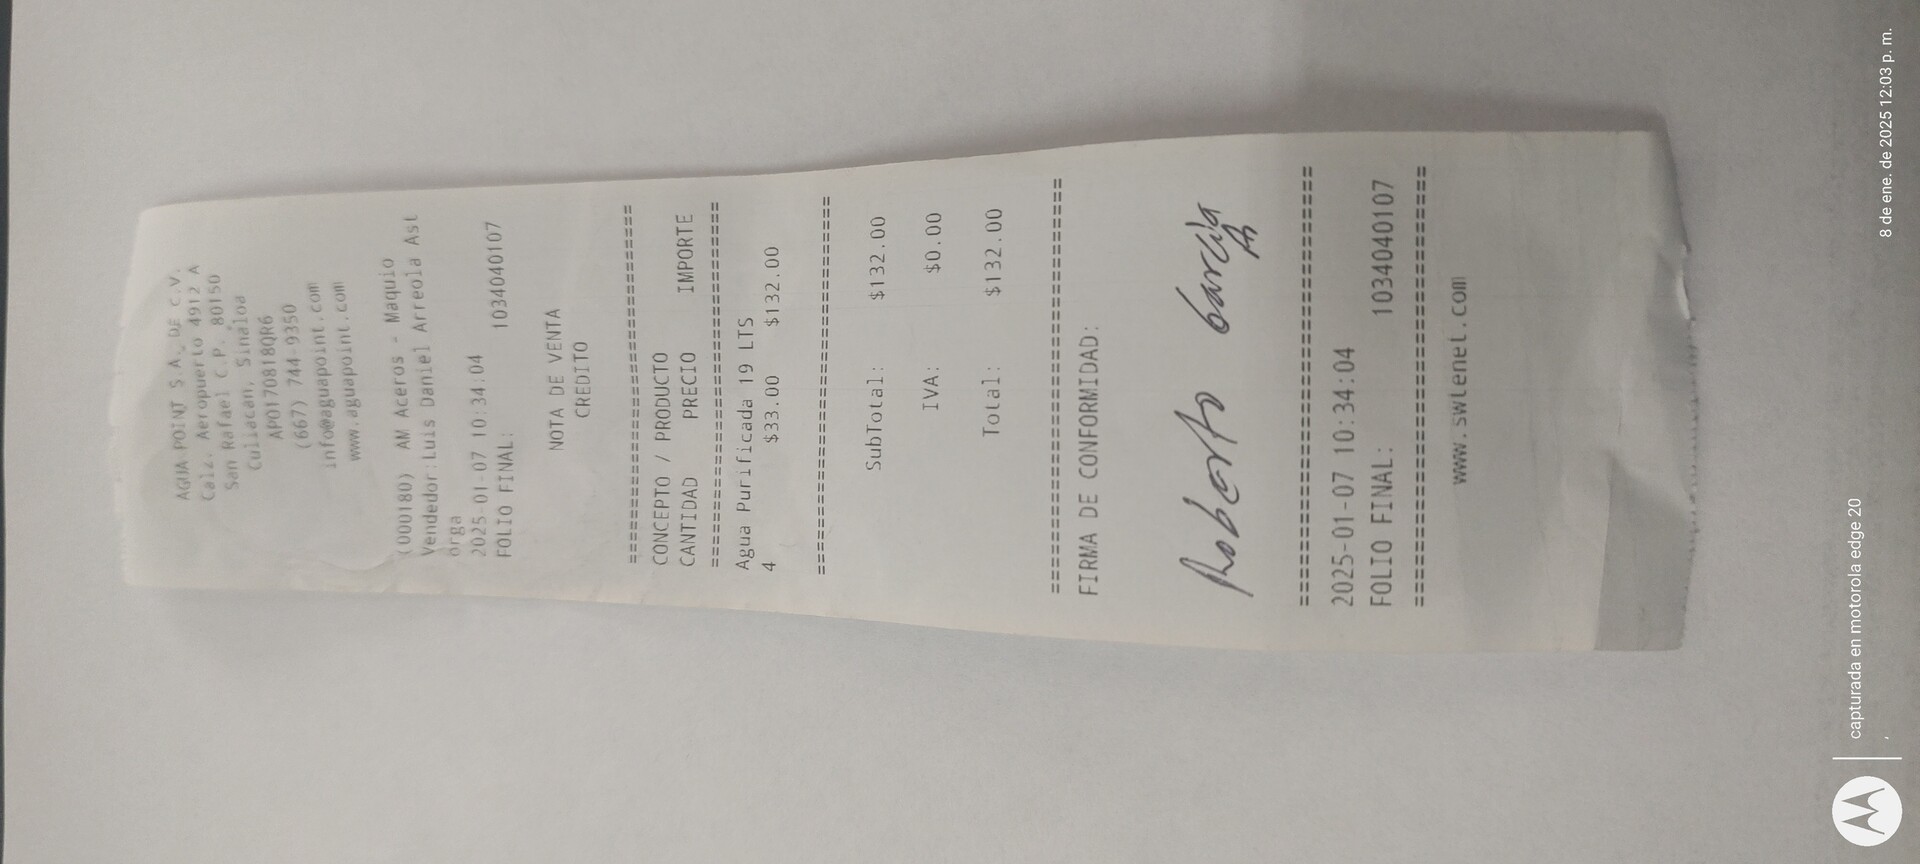 AGUA POINT S.A. DE C.V.
Calz. Aeropuerto 4912 A
San Rafael C.P. 80150
Culiacan, Sinaloa
APO170818QR6
(667) 744-9350
info@aguapoint.com
www.aguapoint.com
(000180) AM Aceros - Maquio
Vendedor:Luis Daniel Arreola Ast
orga
2025-01-07 10:34:04
FOLIO FINAL: 1034040107
NOTA DE VENTA
CREDITO
================================
CONCEPTO / PRODUCTO
CANTIDAD PRECIO IMPORTE
================================
Agua Purificada 19 LTS
4 $33.00 $132.00
================================
SubTotal: $132.00
IVA: $0.00
Total: $132.00
================================
FIRMA DE CONFORMIDAD:
Roberto García
================================
2025-01-07 10:34:04
FOLIO FINAL: 1034040107
================================
www.swtenet.com
capturada en motorola edge 20
8 de ene. de 2025 12:03 p. m.